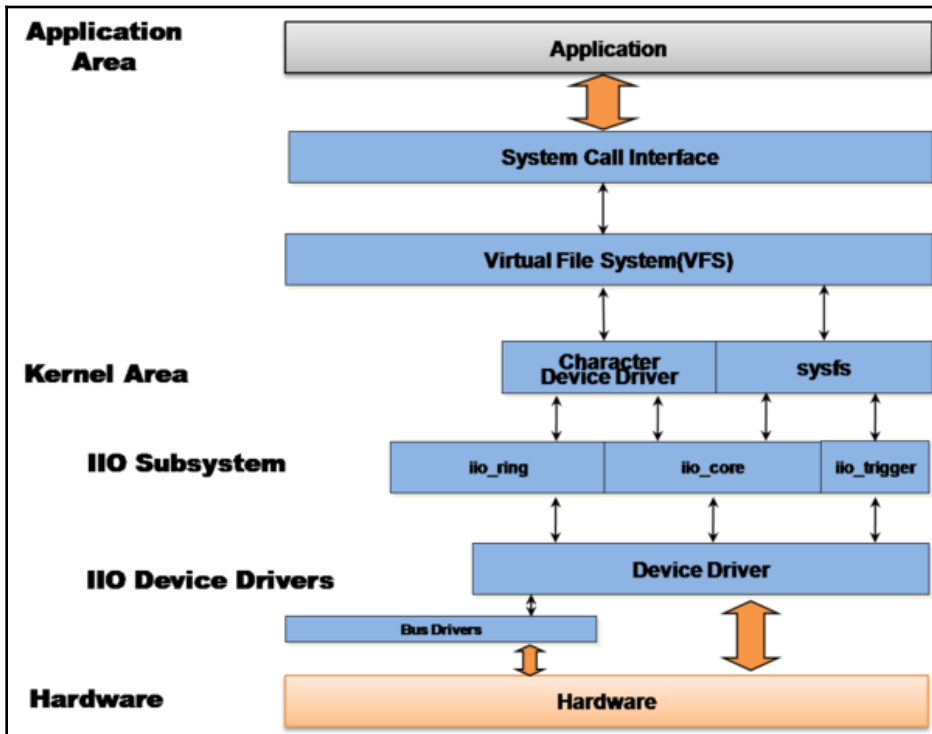 Application
Area
Application
System Call Interface
Virtual File System(VFS)
Kernel Area
Character
Device Driver
sysfs
IIO Subsystem
iio_ring
iio_core
iio_trigger
IIO Device Drivers
Device Driver
Bus Drivers
Hardware
Hardware